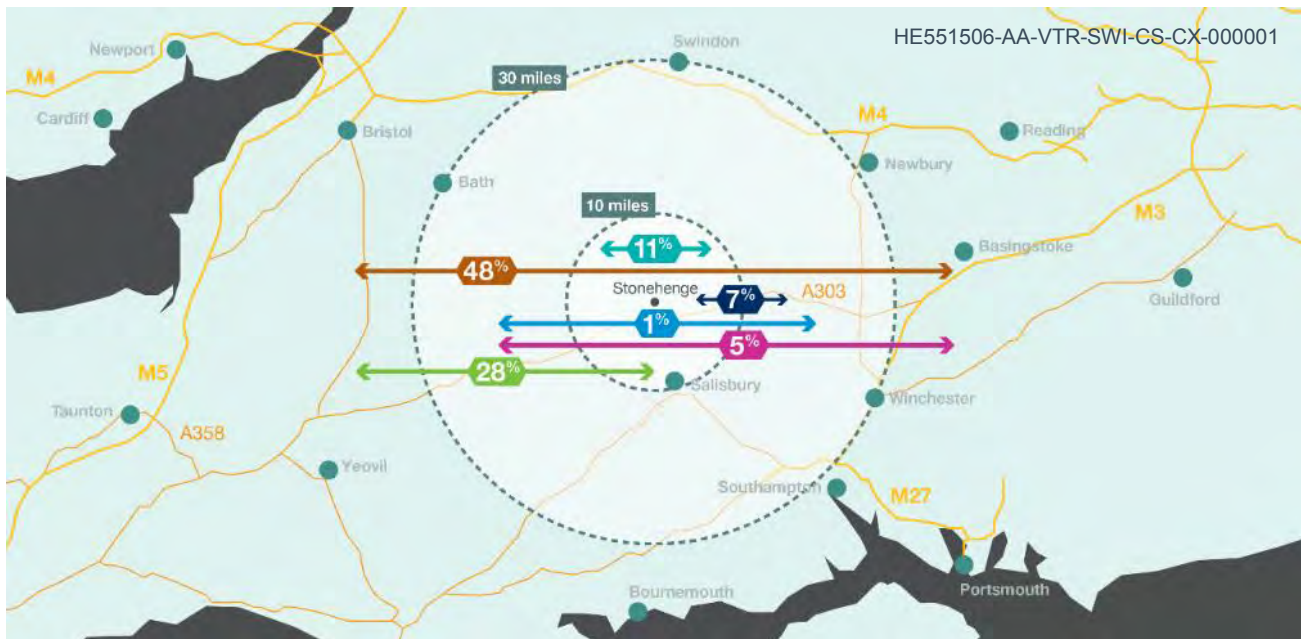 HE551506-AA-VTR-SWI-CS-CX-000001
Swindon
Newport
30 miles
M4
Cardiff
Bristol
M4
Reading
Newbury
Bath
10 miles
M3
11%
Basingstoke
48%
Stonehenge
7%
A303
Guildford
1%
5%
M5
28%
Salisbury
Winchester
Taunton
A358
Yeovil
Southampton
M27
Portsmouth
Bournemouth